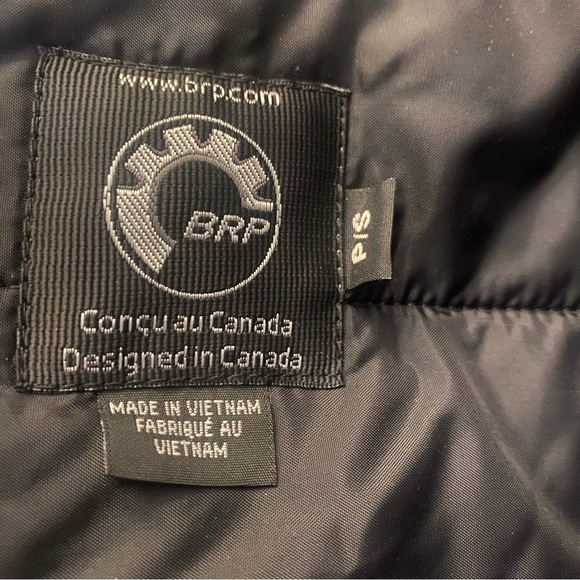 www.brp.com
BRP
P/S
Conçu au Canada
Designed in Canada
MADE IN VIETNAM
FABRIQUÉ AU
VIETNAM